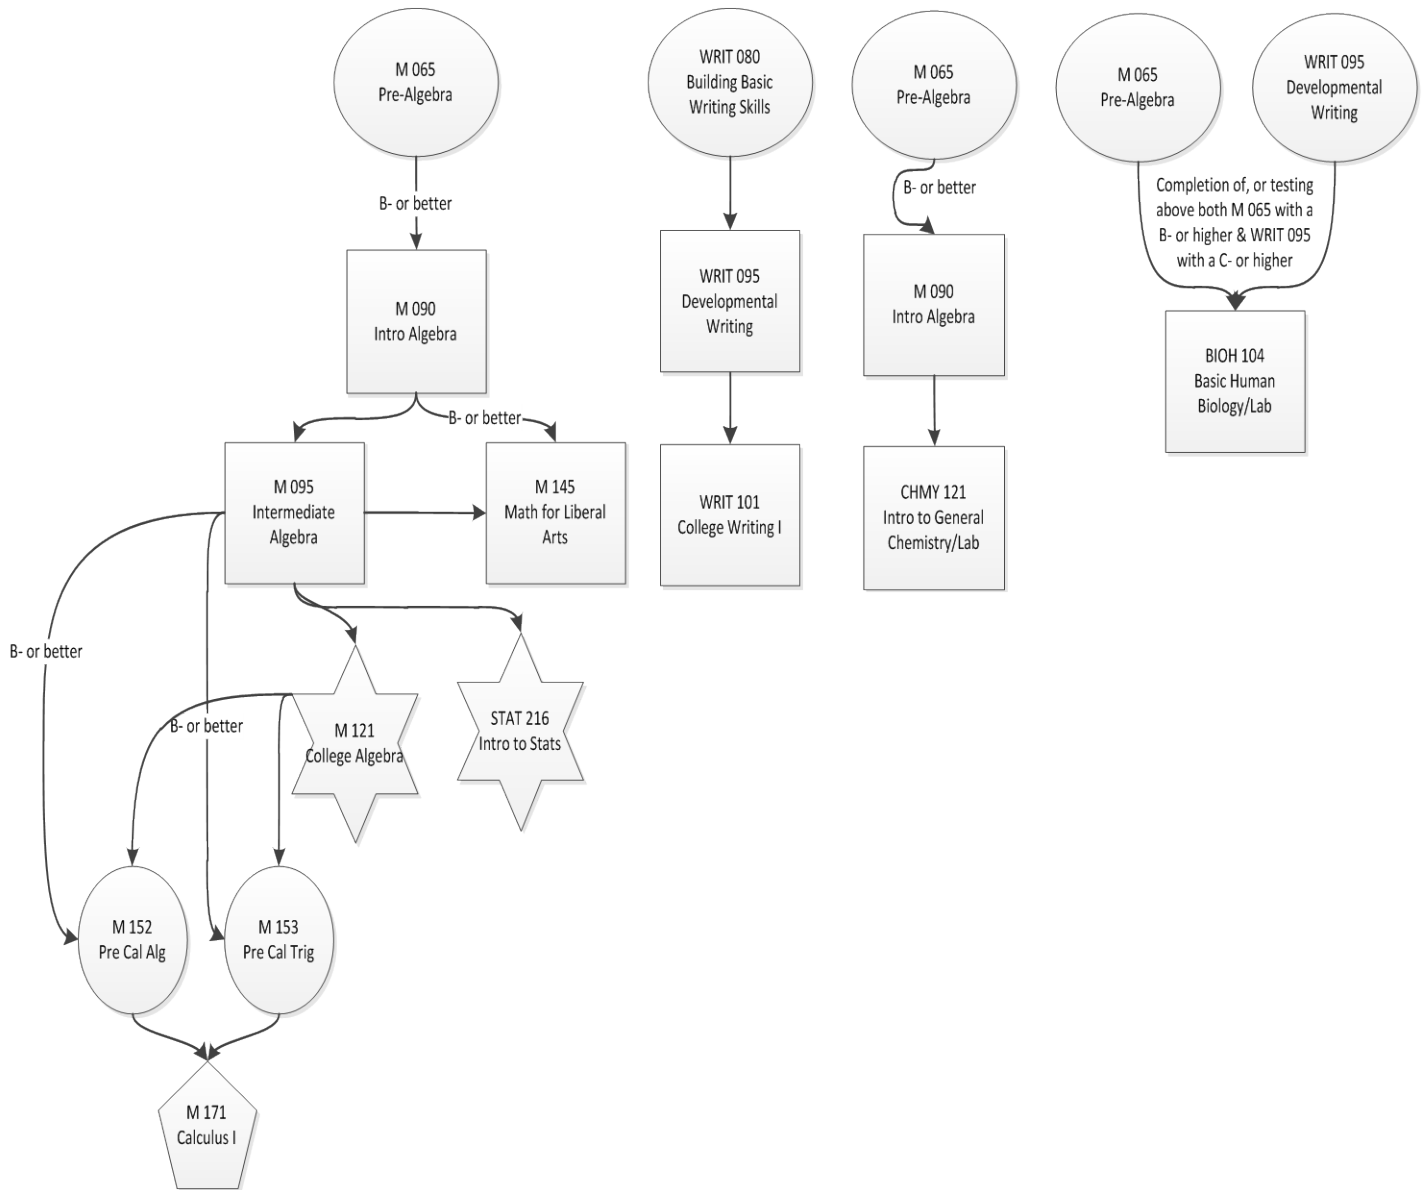 M 065
Pre-Algebra
B- or better
M 090
Intro Algebra
B- or better
M 095
Intermediate
Algebra
M 145
Math for Liberal
Arts
B- or better
B- or better
M 121
College Algebra
STAT 216
Intro to Stats
M 152
Pre Cal Alg
M 153
Pre Cal Trig
M 171
Calculus I
WRIT 080
Building Basic
Writing Skills
WRIT 095
Developmental
Writing
WRIT 101
College Writing I
M 065
Pre-Algebra
B- or better
M 090
Intro Algebra
CHMY 121
Intro to General
Chemistry/Lab
M 065
Pre-Algebra
WRIT 095
Developmental
Writing
Completion of, or testing
above both M 065 with a
B- or higher & WRIT 095
with a C- or higher
BIOH 104
Basic Human
Biology/Lab